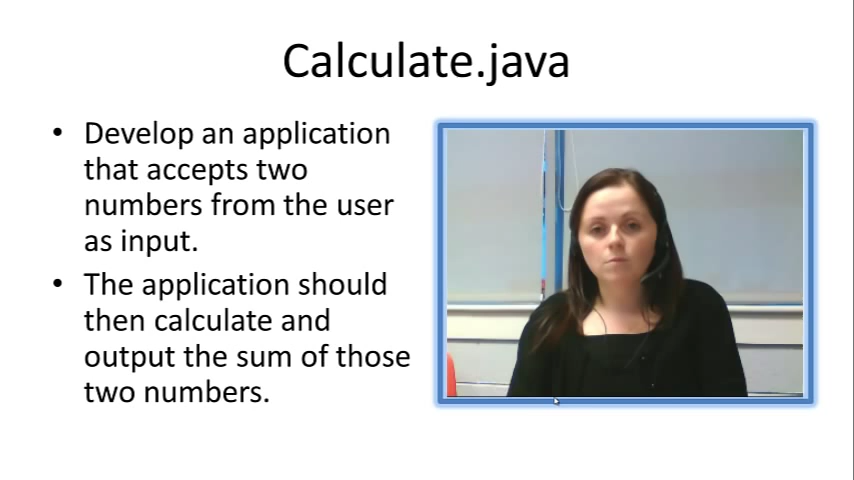 Calculate.java
• Develop an application
that accepts two
numbers from the user
as input.
• The application should
then calculate and
output the sum of those
two numbers.